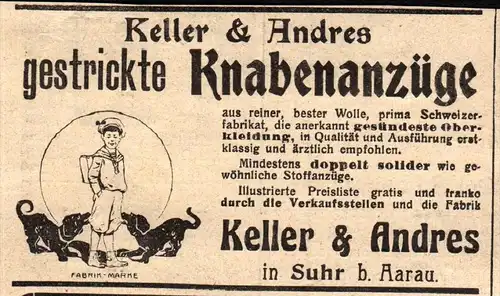 Keller & Andres
gestrickte Knabenanzüge
aus reiner, bester Wolle, prima Schweizer-
fabrikat, die anerkannt gesündeste Ober-
kleidung, in Qualität und Ausführung erst-
klassig und ärztlich empfohlen.
Mindestens doppelt solider wie ge-
wöhnliche Stoffanzüge.
Illustrierte Preisliste gratis und franko
durch die Verkaufsstellen und die Fabrik
Keller & Andres
in Suhr b. Aarau.
FABRIK-MARKE